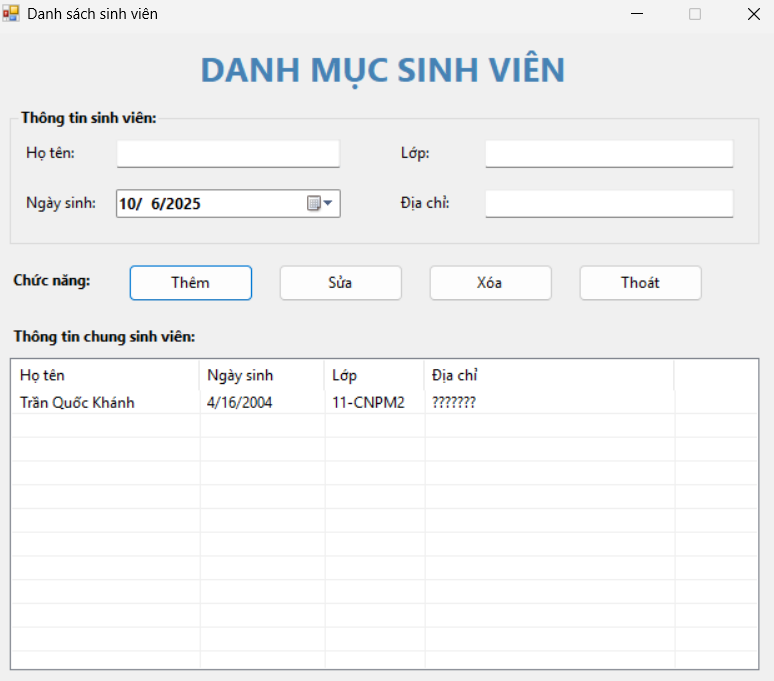 Danh sách sinh viên
DANH MỤC SINH VIÊN
Thông tin sinh viên:
Họ tên: Lớp:
Ngày sinh: 10/ 6/2025 Địa chỉ:
Chức năng: Thêm Sửa Xóa Thoát
Thông tin chung sinh viên:
Họ tên Ngày sinh Lớp Địa chỉ
Trần Quốc Khánh 4/16/2004 11-CNPM2 ???????